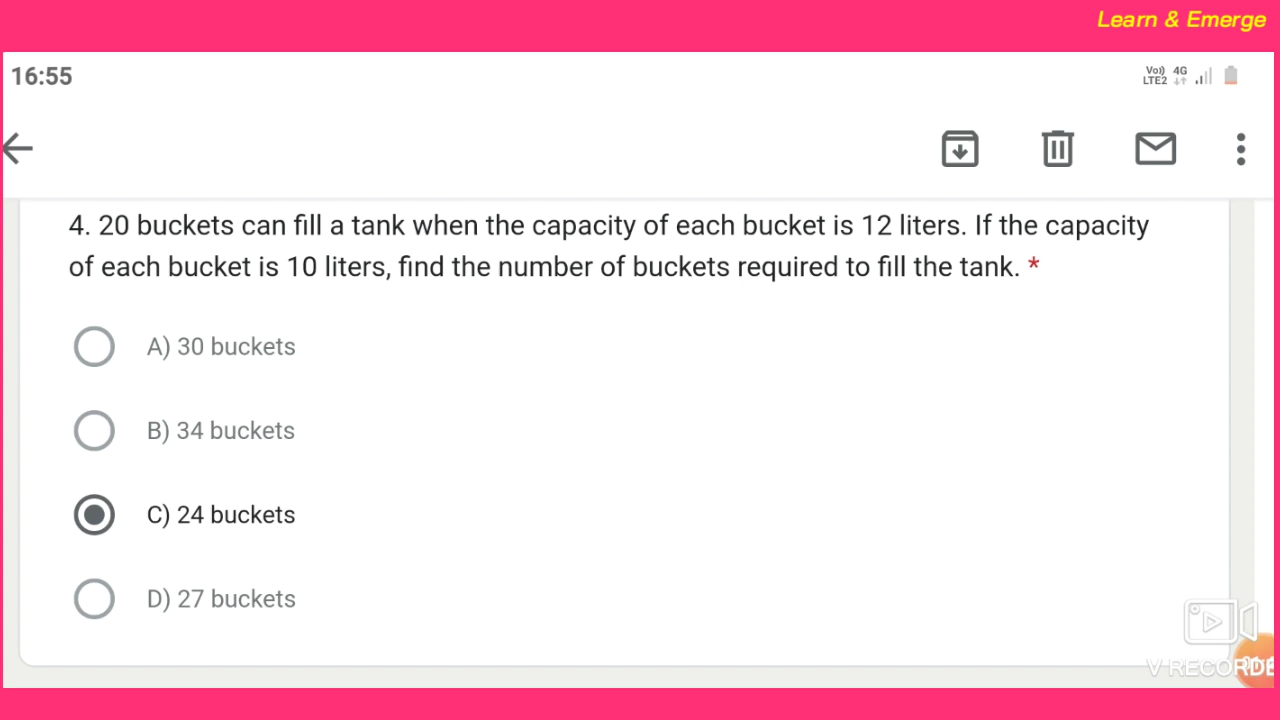 Learn & Emerge
16:55
Vo)) 4G
LTE2
4. 20 buckets can fill a tank when the capacity of each bucket is 12 liters. If the capacity
of each bucket is 10 liters, find the number of buckets required to fill the tank. *
A) 30 buckets
B) 34 buckets
C) 24 buckets
D) 27 buckets
V RECORDE